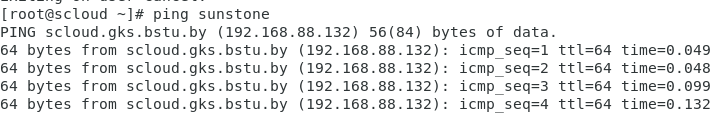 [root@scloud ~]# ping sunstone
PING scloud.gks.bstu.by (192.168.88.132) 56(84) bytes of data.
64 bytes from scloud.gks.bstu.by (192.168.88.132): icmp_seq=1 ttl=64 time=0.049
64 bytes from scloud.gks.bstu.by (192.168.88.132): icmp_seq=2 ttl=64 time=0.048
64 bytes from scloud.gks.bstu.by (192.168.88.132): icmp_seq=3 ttl=64 time=0.099
64 bytes from scloud.gks.bstu.by (192.168.88.132): icmp_seq=4 ttl=64 time=0.132